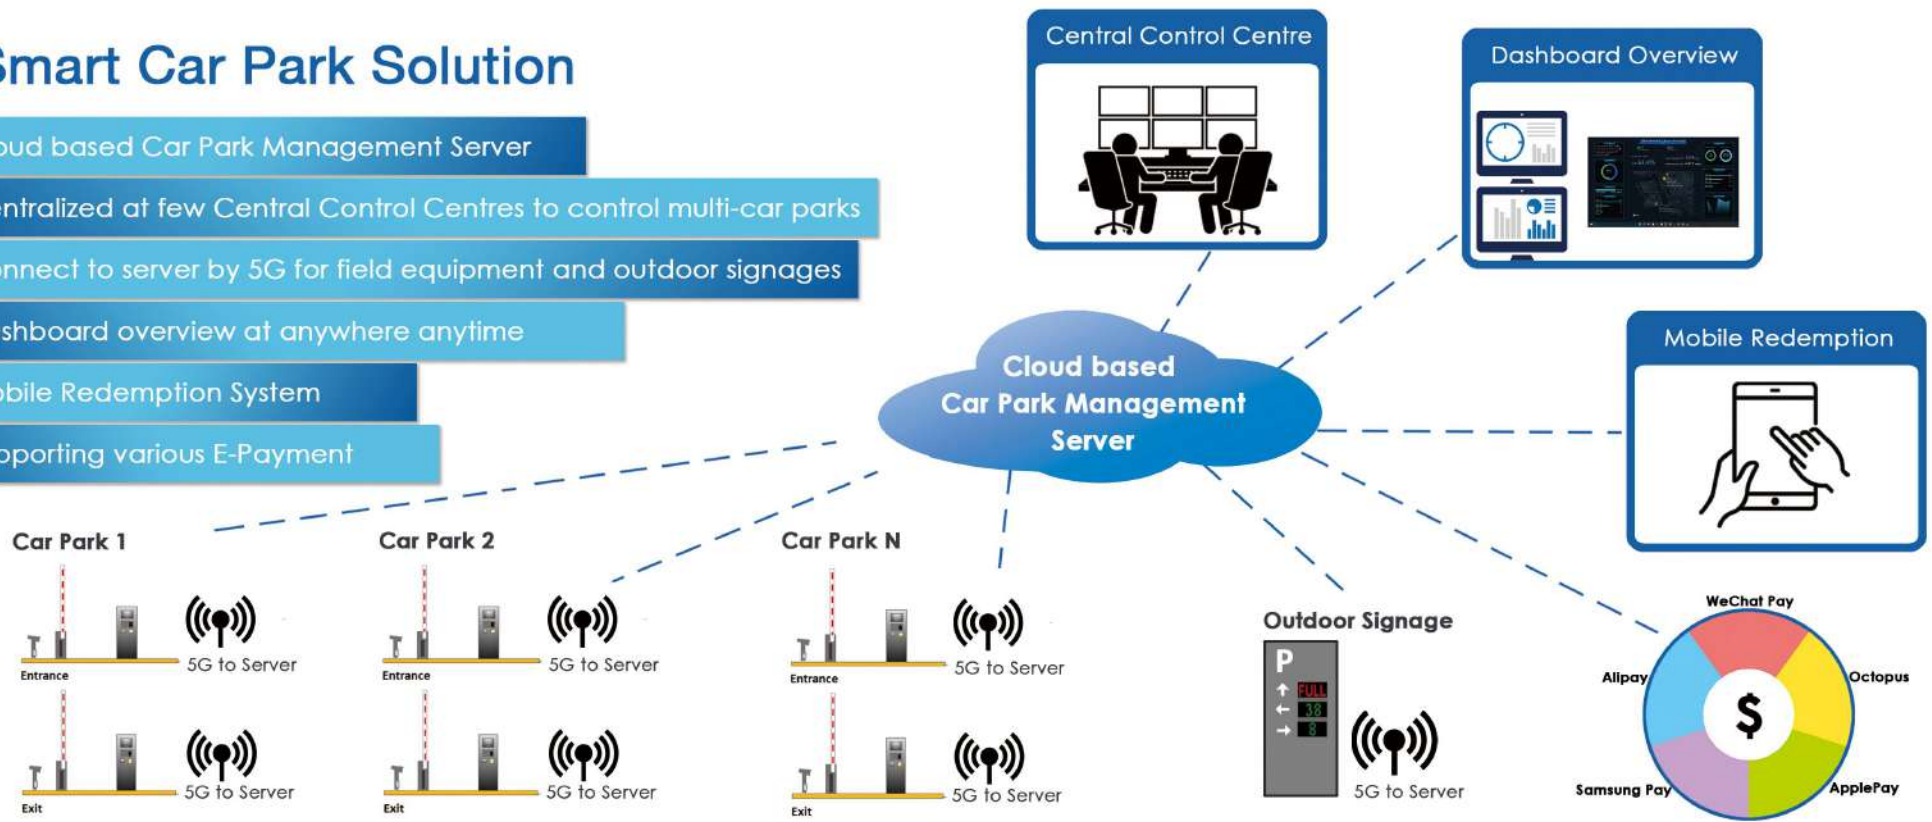 Smart Car Park Solution
oud based Car Park Management Server
entralized at few Central Control Centres to control multi-car parks
onnect to server by 5G for field equipment and outdoor signages
shboard overview at anywhere anytime
obile Redemption System
pporting various E-Payment
Central Control Centre
Dashboard Overview
Mobile Redemption
Cloud based
Car Park Management
Server
Car Park 1
5G to Server
Entrance
5G to Server
Exit
Car Park 2
5G to Server
Entrance
5G to Server
Exit
Car Park N
5G to Server
Entrance
5G to Server
Exit
Outdoor Signage
P
FULL
38
8
5G to Server
WeChat Pay
Alipay
Octopus
$
Samsung Pay
ApplePay